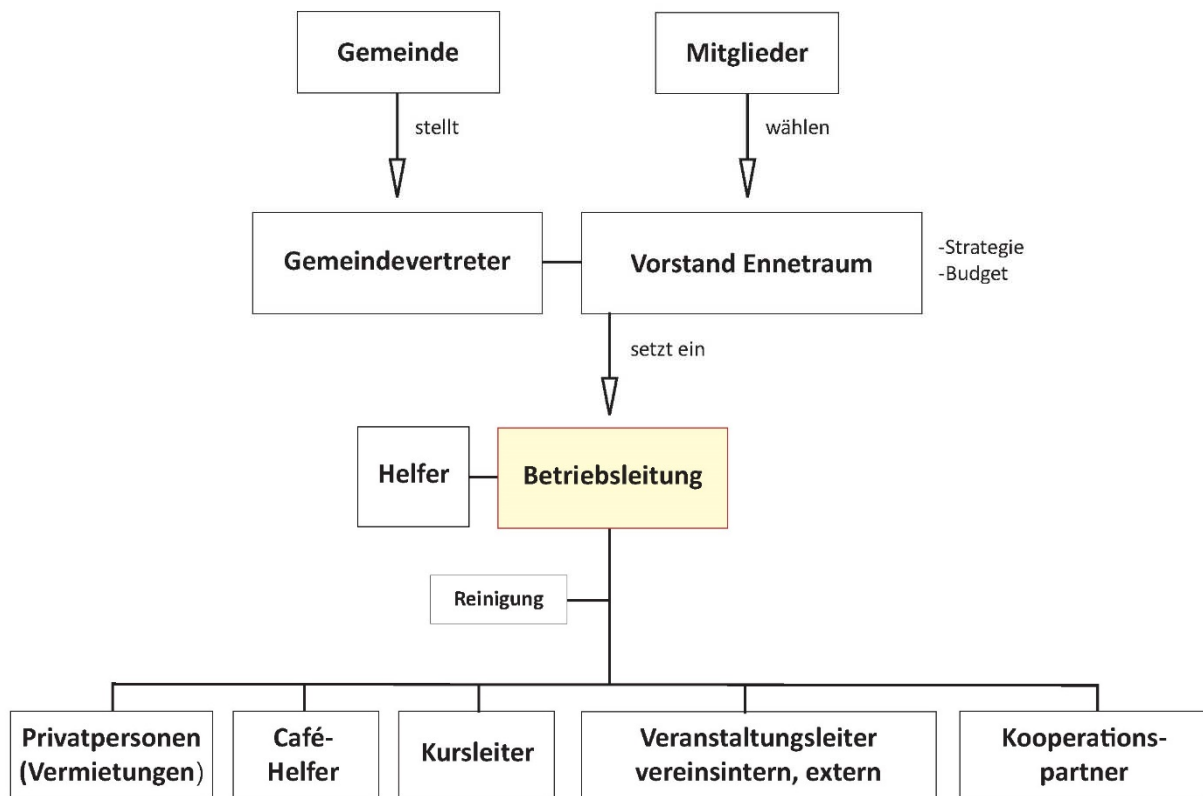 Gemeinde
Mitglieder
stellt
wählen
Gemeindevertreter
Vorstand Ennetraum
-Strategie
-Budget
setzt ein
Helfer
Betriebsleitung
Reinigung
Privatpersonen
(Vermietungen)
Café-
Helfer
Kursleiter
Veranstaltungsleiter
vereinsintern, extern
Kooperations-
partner